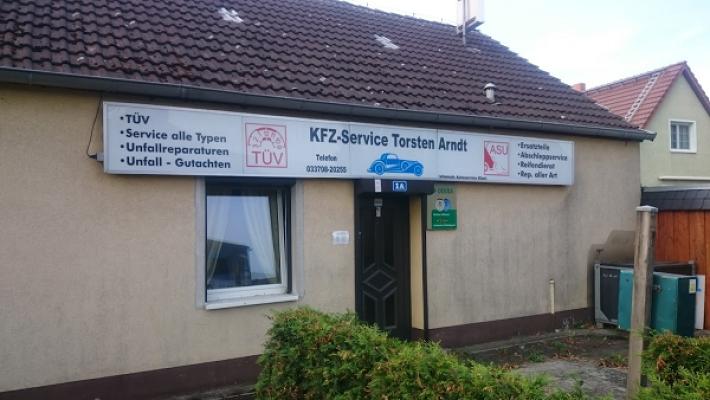 •TÜV
•Service alle Typen
•Unfallreparaturen
•Unfall - Gutachten
TÜV
KFZ-Service Torsten Arndt
Telefon
033708-20255
ASU
•Ersatzteile
•Abschleppservice
•Reifendienst
•Rep. aller Art
1A
DEKRA